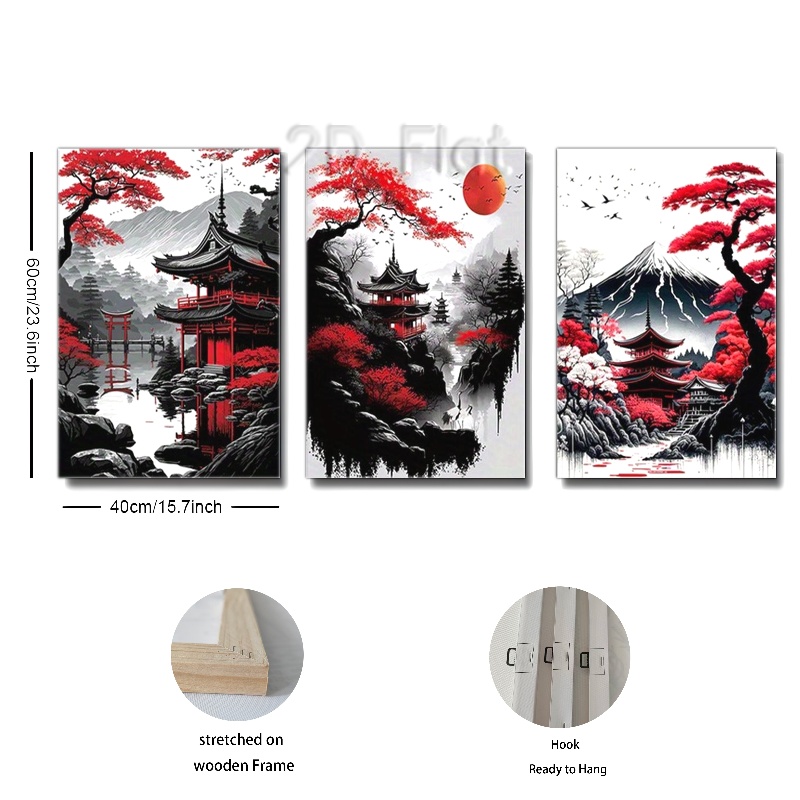 2D Flat
60cm/23.6inch
40cm/15.7inch
stretched on
wooden Frame
Hook
Ready to Hang